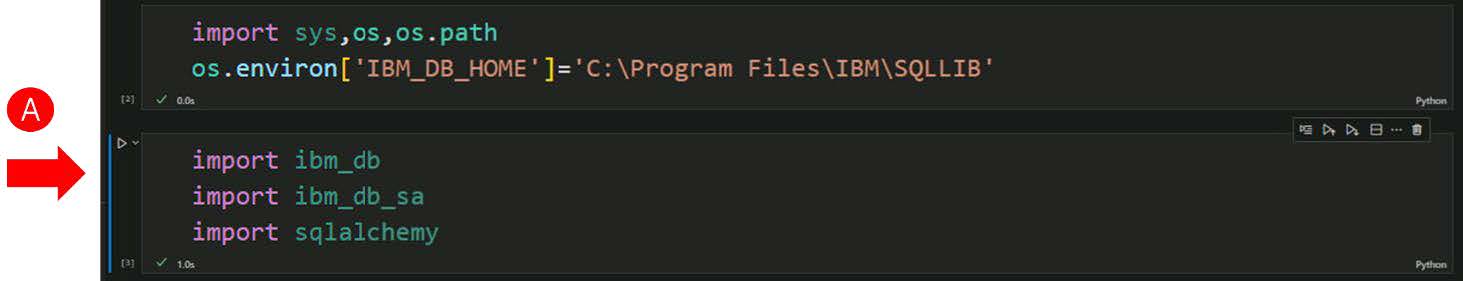 import sys,os,os.path
os.environ['IBM_DB_HOME']='C:\Program Files\IBM\SQLLIB'
[2] 0.0s Python
A
import ibm_db
import ibm_db_sa
import sqlalchemy
[3] 1.0s Python